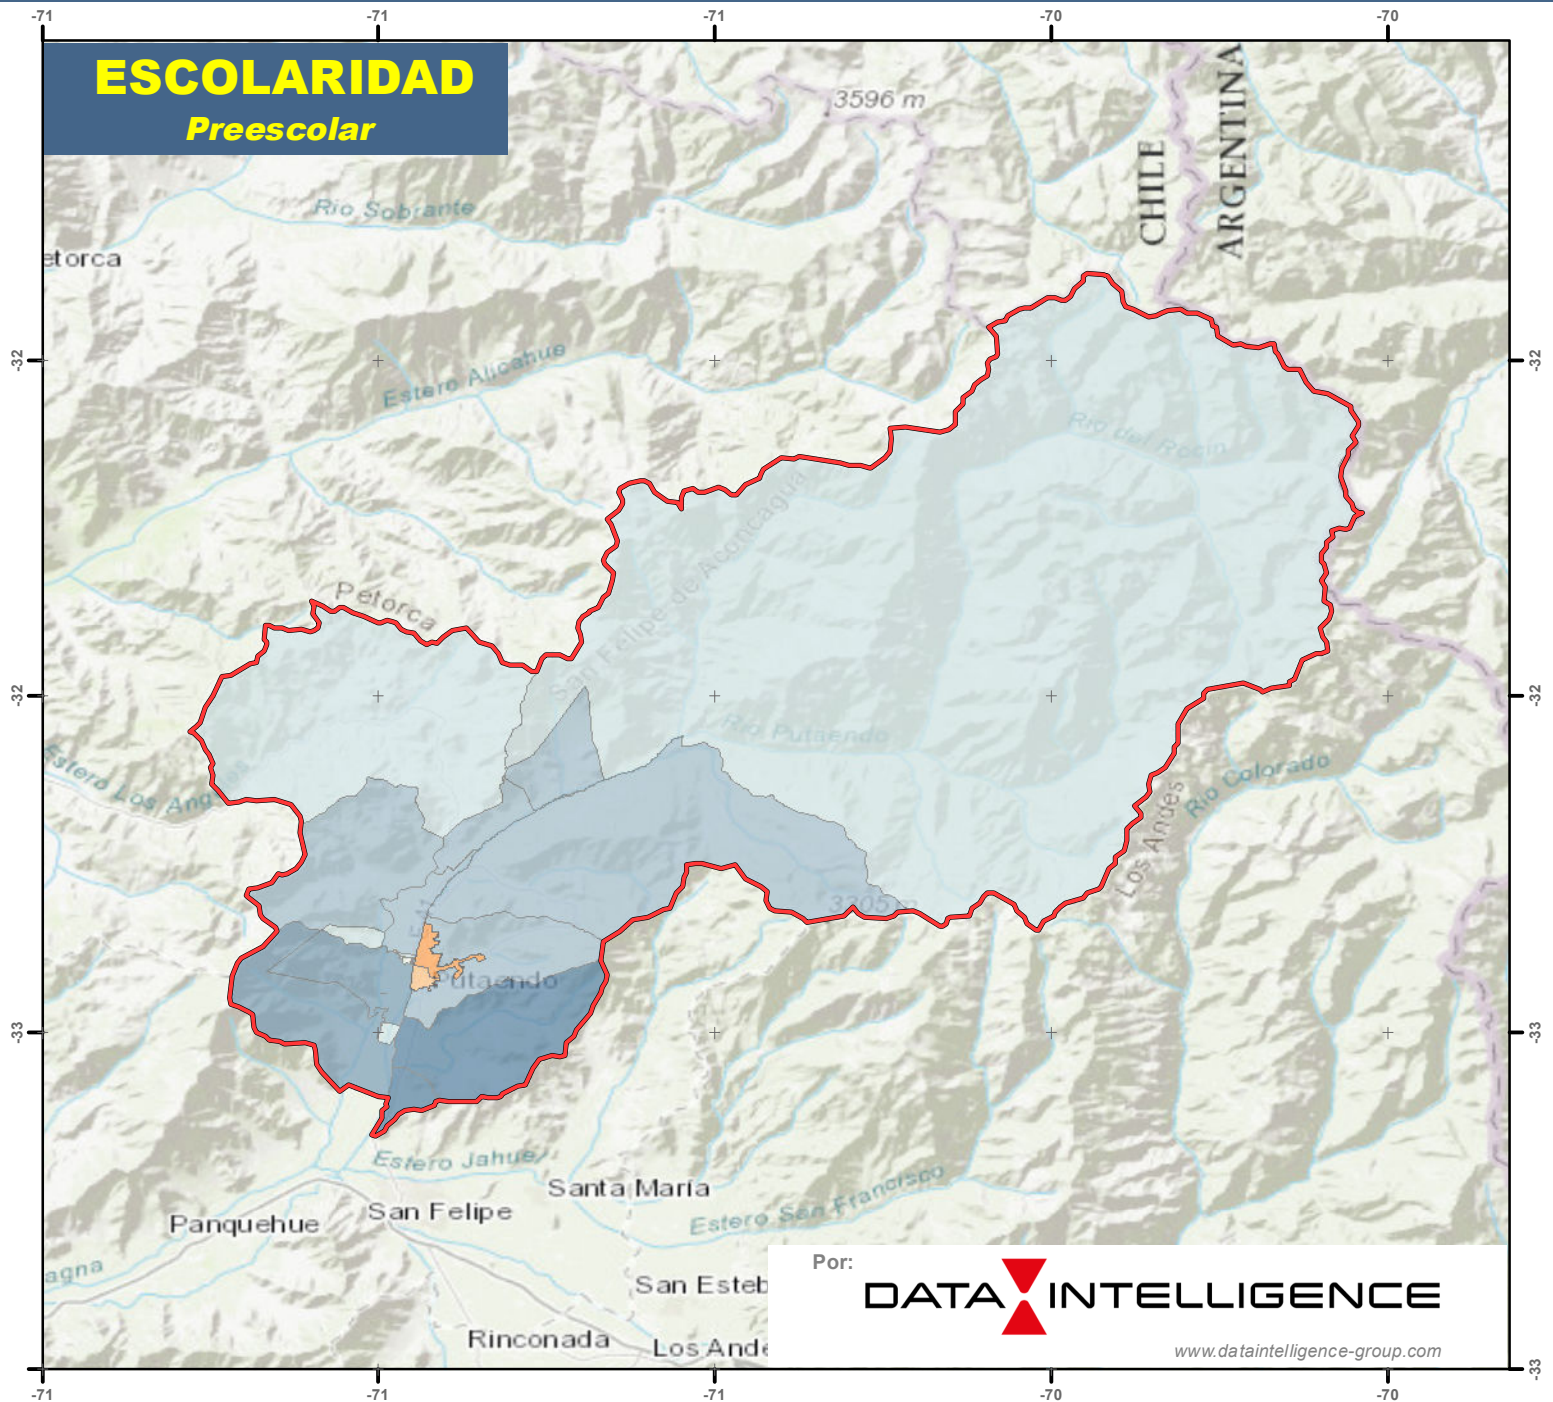 -71
-71
-71
-70
-70
ESCOLARIDAD
Preescolar
3596 m
CHILE
ARGENTINA
Rio Sobrante
etorca
32
Estero Alicahue
32
Rio del Rocin
San Felipe de Aconcagua
Petorca
32
32
Rio Putaendo
Estero Los Ang
Rio Colorado
Los Andes
3305 m
Putaendo
33
33
Estero Jahuel
Santa María
San Felipe
Panquehue
Estero San Francisco
agna
San Esteb
Rinconada
Los Ande
Por:
DATA INTELLIGENCE
www.dataintelligence-group.com
33
-71
-71
-71
-70
-70